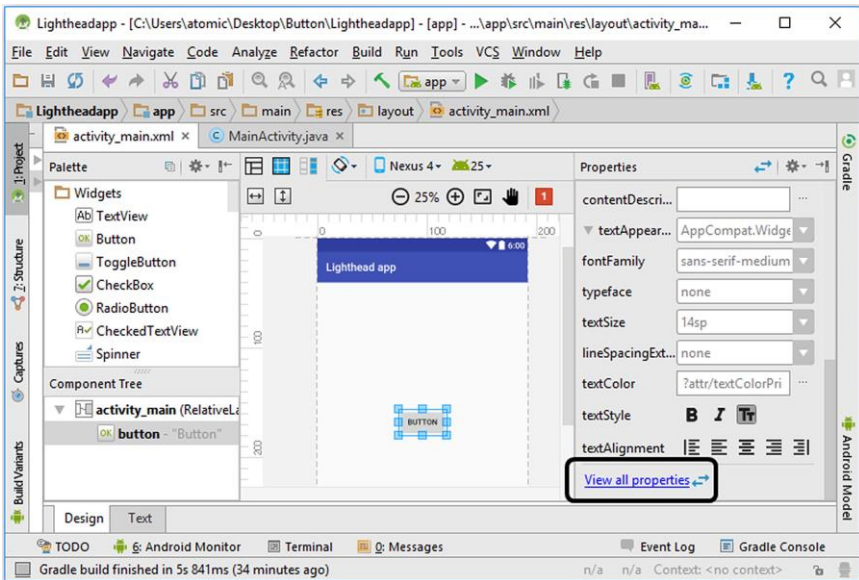 Lightheadapp - [C:\Users\atomic\Desktop\Button\Lightheadapp] - [app] - ...\app\src\main\res\layout\activity_ma...
File Edit View Navigate Code Analyze Refactor Build Run Tools VCS Window Help
app
Lightheadapp app src main res layout activity_main.xml
activity_main.xml MainActivity.java
1: Project
7: Structure
Captures
Build Variants
Palette
Widgets
Ab TextView
OK Button
ToggleButton
CheckBox
RadioButton
CheckedTextView
Spinner
Component Tree
activity_main (RelativeLa
OK button - "Button"
Nexus 4 25
25% 1
0 100 200
100
200
6:00
Lighthead app
BUTTON
Properties
contentDescri... ...
textAppear... AppCompat.Widge
fontFamily sans-serif-medium
typeface none
textSize 14sp
lineSpacingExt... none
textColor ?attr/textColorPri ...
textStyle B I Tt
textAlignment
View all properties
Gradle
Android Model
Design Text
TODO 6: Android Monitor Terminal 0: Messages Event Log Gradle Console
Gradle build finished in 5s 841ms (34 minutes ago) n/a n/a Context: <no context>